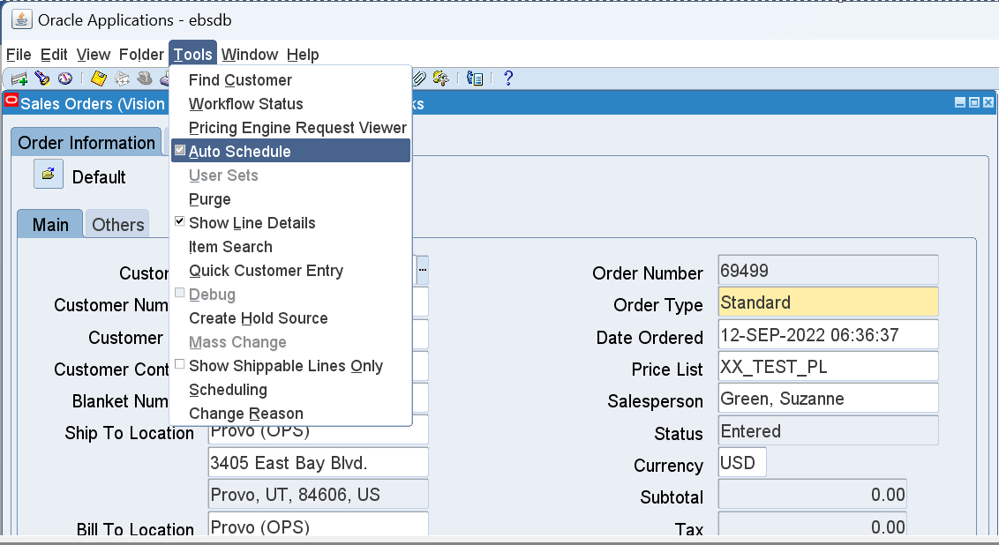 Oracle Applications - ebsdb
File Edit View Folder Tools Window Help
Sales Orders (Vision
Find Customer
Workflow Status
Pricing Engine Request Viewer
Auto Schedule
User Sets
Purge
Show Line Details
Item Search
Quick Customer Entry
Debug
Create Hold Source
Mass Change
Show Shippable Lines Only
Scheduling
Change Reason
Order Information
Default
Main Others
Customer Num
Customer
Customer Cont
Blanket Num
Ship To Location Provo (OPS)
3405 East Bay Blvd.
Provo, UT, 84606, US
Bill To Location Provo (OPS)
Order Number 69499
Order Type Standard
Date Ordered 12-SEP-2022 06:36:37
Price List XX_TEST_PL
Salesperson Green, Suzanne
Status Entered
Currency USD
Subtotal 0.00
Tax 0.00